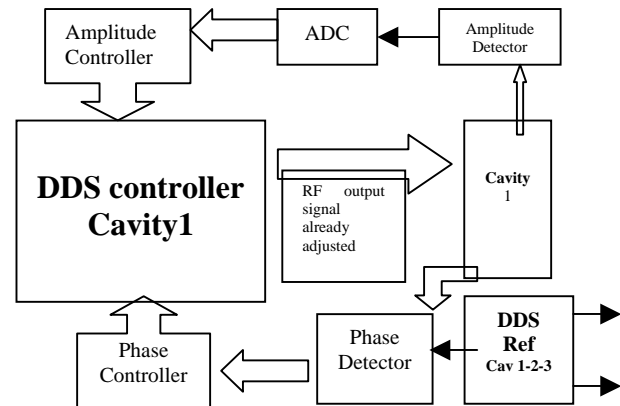 Amplitude
Controller
ADC
Amplitude
Detector
DDS controller
Cavity1
RF output
signal
already
adjusted
Cavity
1
Phase
Controller
Phase
Detector
DDS
Ref
Cav 1-2-3